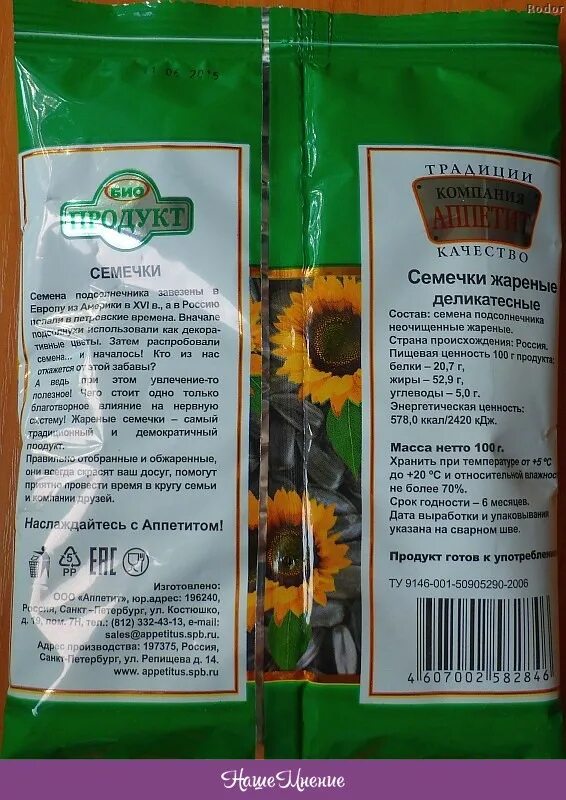 Rodor
1 06 2015
БИО
ПРОДУКТ
СЕМЕЧКИ
Семена подсолнечника завезены в
Европу из Америки в XVI в., а в Россию
попали в петровские времена. Вначале
подсолнухи использовали как декора-
тивные цветы. Затем распробовали
семена... и началось! Кто из нас
откажется от этой забавы?
А ведь при этом увлечение-то
полезное! Чего стоит одно только
благотворное влияние на нервную
систему! Жареные семечки – самый
традиционный и демократичный
продукт.
Правильно отобранные и обжаренные,
они всегда скрасят ваш досуг, помогут
приятно провести время в кругу семьи
и компании друзей.
Наслаждайтесь с Аппетитом!
5
PP
EAC
Изготовлено:
ООО «Аппетит», юр.адрес: 196240,
Россия, Санкт–Петербург, ул. Костюшко,
д. 19, пом. 7Н, тел.: (812) 332-43-13, e-mail:
sales@appetitus.spb.ru
Адрес производства: 197375, Россия,
Санкт-Петербург, ул. Репищева д. 14.
www. appetitus.spb.ru
ТРАДИЦИИ
КОМПАНИЯ
АППЕТИТ
КАЧЕСТВО
Семечки жареные
деликатесные
Состав: семена подсолнечника
неочищенные жареные.
Страна происхождения: Россия.
Пищевая ценность 100 г продукта:
белки – 20,7 г,
жиры – 52,9 г,
углеводы – 5,0 г.
Энергетическая ценность:
578,0 ккал/2420 кДж.
Масса нетто 100 г.
Хранить при температуре от +5 °С
до +20 °С и относительной влажности
не более 70%.
Срок годности – 6 месяцев.
Дата выработки и упаковывания
указана на сварном шве.
Продукт готов к употреблению
ТУ 9146-001-50905290-2006
4 607002 582846
НашеМнение